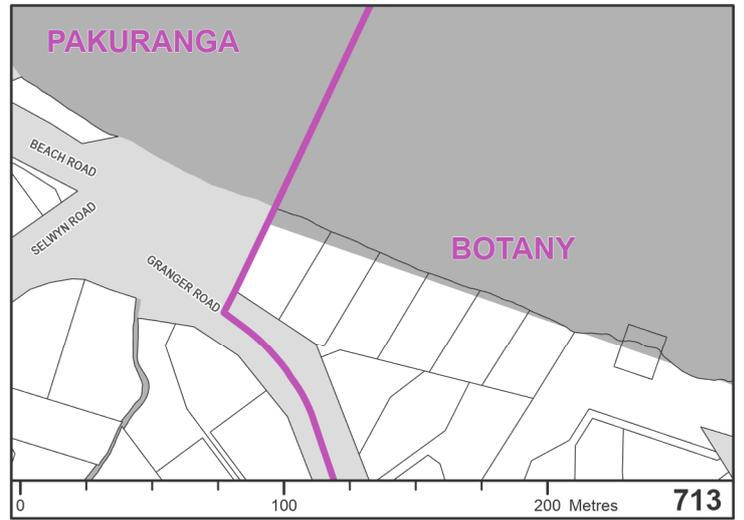 PAKURANGA
BEACH ROAD
SELWYN ROAD
BOTANY
GRANGER ROAD
0 100 200 Metres 713